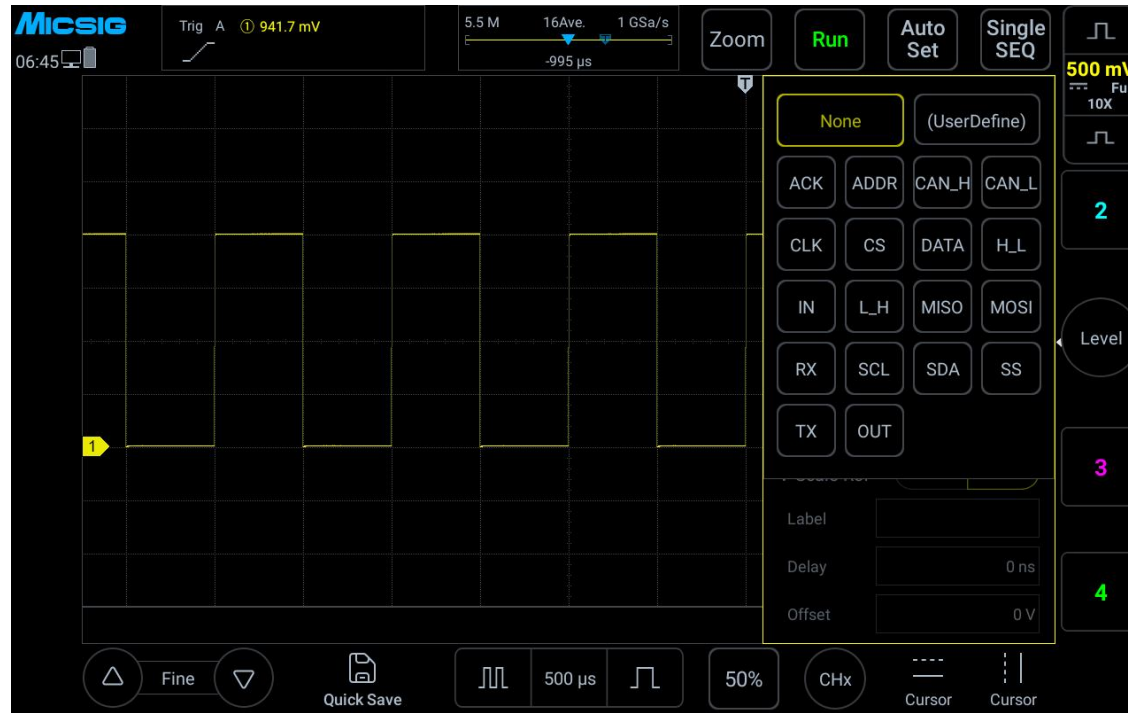 MICSIG
06:45
Trig A ① 941.7 mV
5.5 M 16Ave. 1 GSa/s
T
-995 µs
Zoom
Run
Auto
Set
Single
SEQ
500 mV
Fu
10X
T
None (UserDefine)
ACK ADDR CAN_H CAN_L
CLK CS DATA H_L
IN L_H MISO MOSI
RX SCL SDA SS
TX OUT
Label
Delay 0 ns
Offset 0 V
1
2
Level
3
4
Fine
Quick Save
500 µs
50%
CHx
Cursor
Cursor